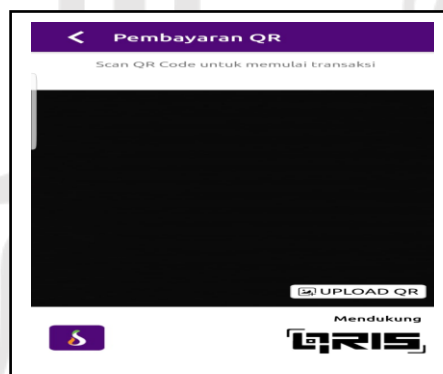 Pembayaran QR
Scan QR Code untuk memulai transaksi
UPLOAD QR
Mendukung
QRIS